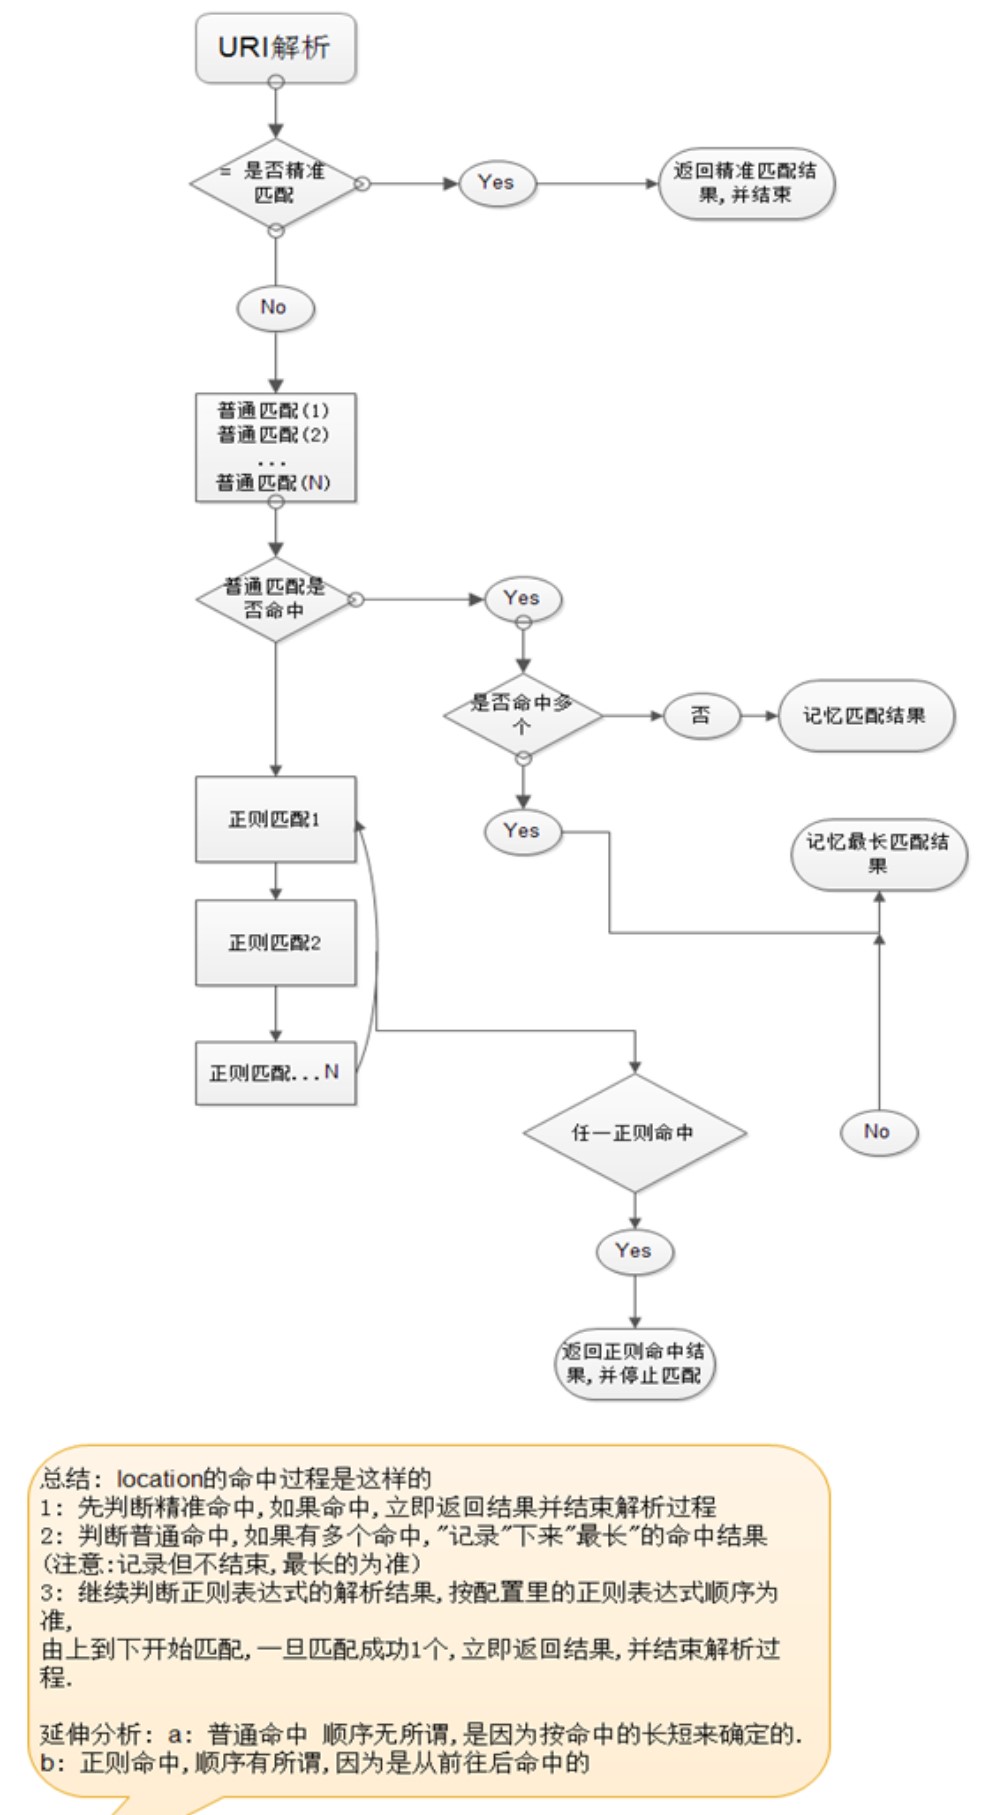 URI解析
= 是否精准
匹配
Yes
返回精准匹配结
果,并结束
No
普通匹配(1)
普通匹配(2)
...
普通匹配(N)
普通匹配是
否命中
Yes
是否命中多
个
否
记忆匹配结果
Yes
记忆最长匹配结
果
正则匹配1
正则匹配2
正则匹配...N
任一正则命中
No
Yes
返回正则命中结
果,并停止匹配
总结: location的命中过程是这样的
1: 先判断精准命中,如果命中,立即返回结果并结束解析过程
2: 判断普通命中,如果有多个命中,"记录"下来"最长"的命中结果
(注意:记录但不结束,最长的为准)
3: 继续判断正则表达式的解析结果,按配置里的正则表达式顺序为
准,
由上到下开始匹配,一旦匹配成功1个,立即返回结果,并结束解析过
程.
延伸分析: a: 普通命中 顺序无所谓,是因为按命中的长短来确定的.
b: 正则命中,顺序有所谓,因为是从前往后命中的